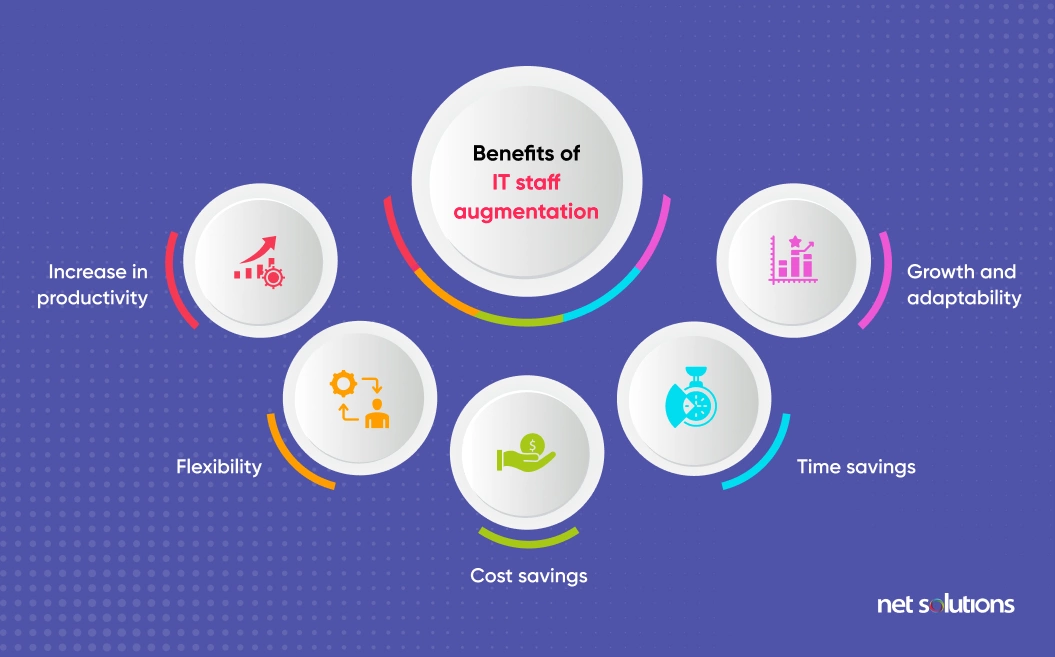 Benefits of
IT staff
augmentation
Increase in
productivity
Growth and
adaptability
Flexibility
Time savings
$
Cost savings
net solutions